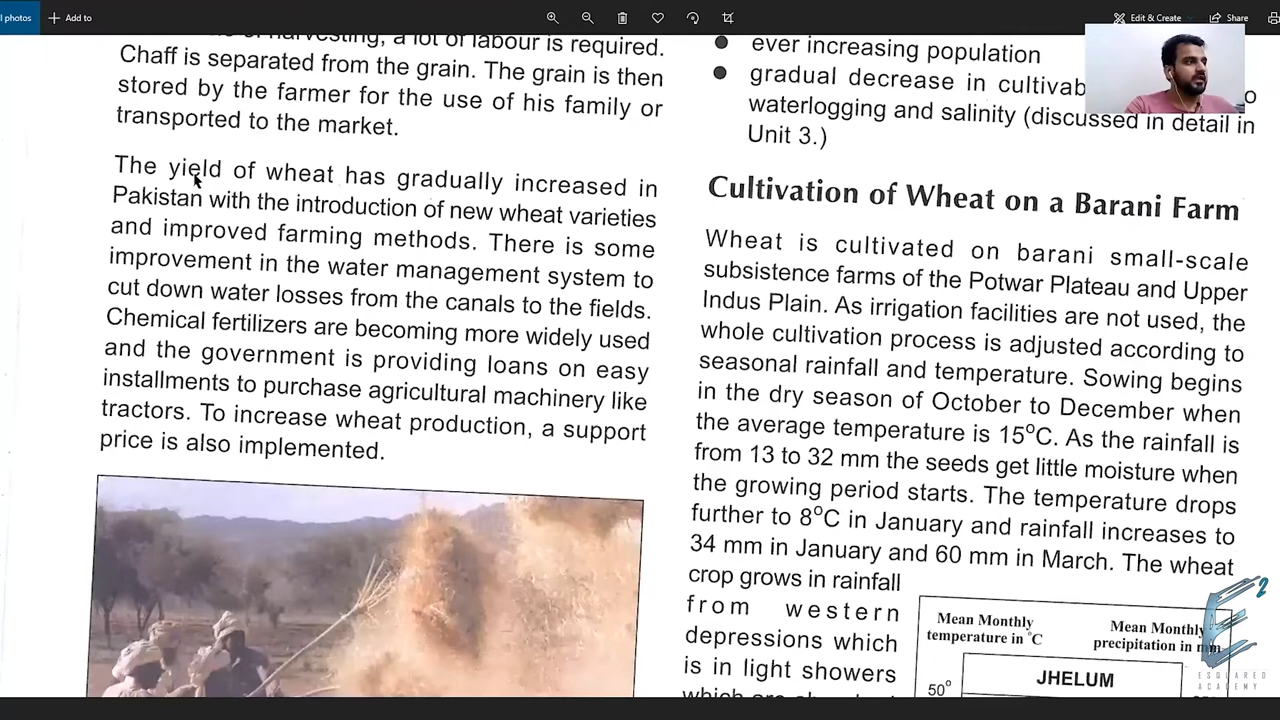 l photos
Add to
Edit & Create
Share
of harvesting, a lot of labour is required.
Chaff is separated from the grain. The grain is then
stored by the farmer for the use of his family or
transported to the market.
The yield of wheat has gradually increased in
Pakistan with the introduction of new wheat varieties
and improved farming methods. There is some
improvement in the water management system to
cut down water losses from the canals to the fields.
Chemical fertilizers are becoming more widely used
and the government is providing loans on easy
installments to purchase agricultural machinery like
tractors. To increase wheat production, a support
price is also implemented.
● ever increasing population
● gradual decrease in
waterlogging and salinity (discussed in detail in
Unit 3.)
Cultivation of Wheat on a Barani Farm
Wheat is cultivated on barani small-scale
subsistence farms of the Potwar Plateau and Upper
Indus Plain. As irrigation facilities are not used, the
whole cultivation process is adjusted according to
seasonal rainfall and temperature. Sowing begins
in the dry season of October to December when
the average temperature is 15°C. As the rainfall is
from 13 to 32 mm the seeds get little moisture when
the growing period starts. The temperature drops
further to 8°C in January and rainfall increases to
34 mm in January and 60 mm in March. The wheat
crop grows in rainfall
from western
depressions which
is in light showers
Mean Monthly
temperature in °C
Mean Monthly
precipitation in mm
JHELUM
50°
E²
ESQUARED
ACADEMY